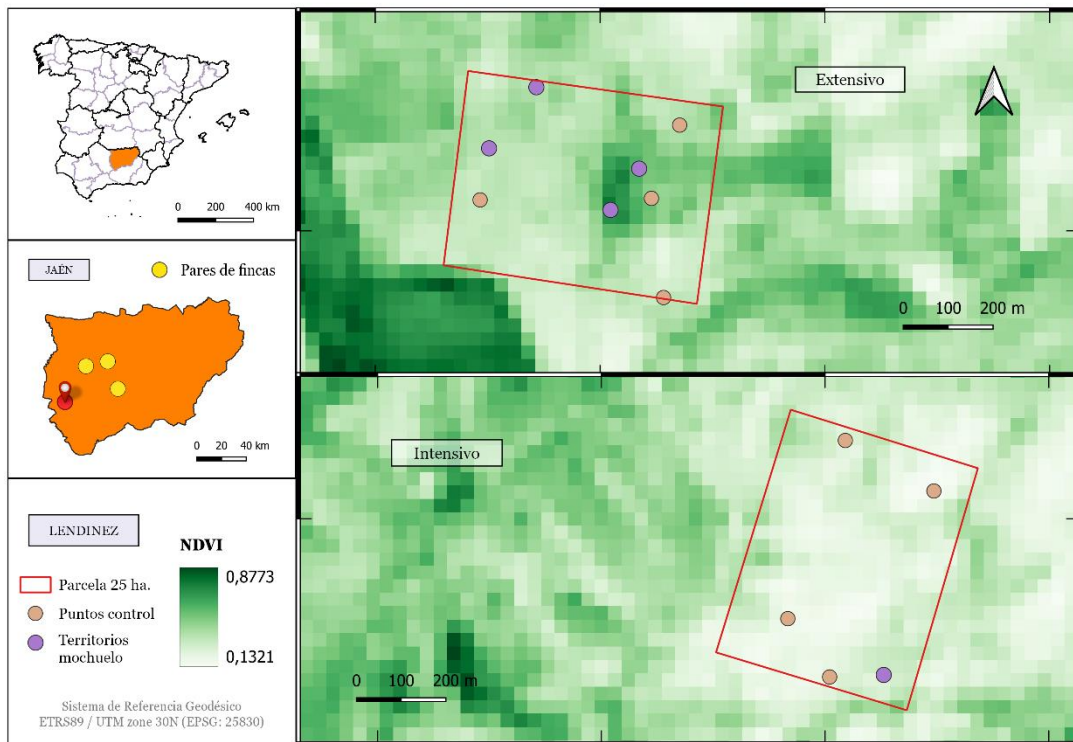 0 200 400 km
JAÉN
Pares de fincas
0 20 40 km
LENDINEZ
Parcela 25 ha.
Puntos control
Territorios
mochuelo
NDVI
0,8773
0,1321
Sistema de Referencia Geodésico
ETRS89 / UTM zone 30N (EPSG: 25830)
Extensivo
0 100 200 m
Intensivo
0 100 200 m